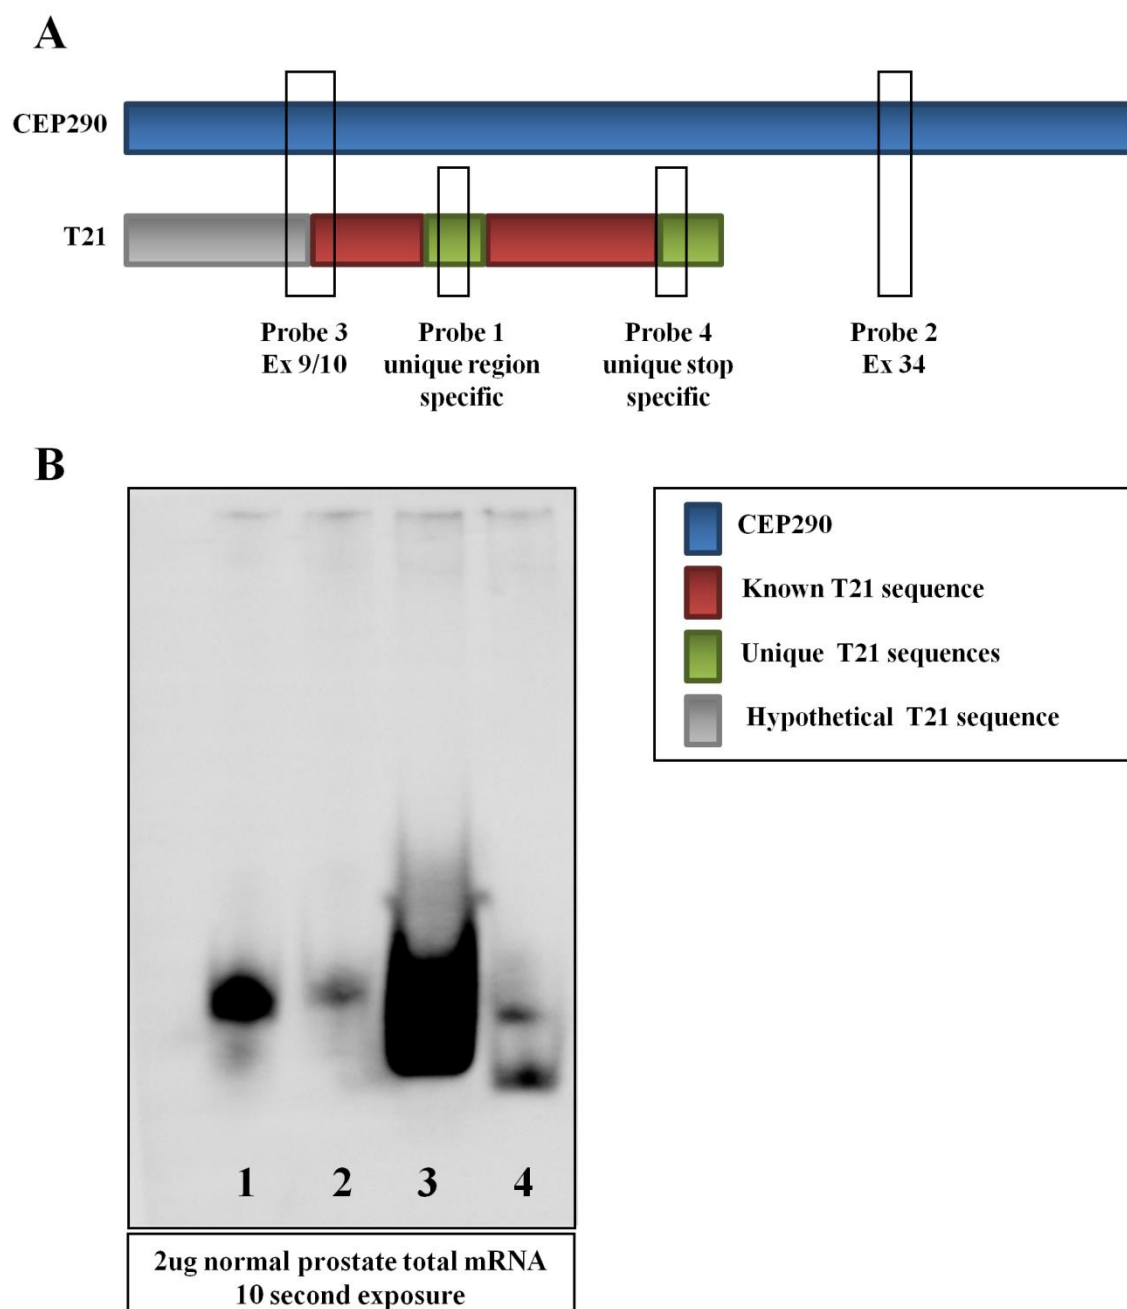 A
CEP290
T21
Probe 3
Ex 9/10
Probe 1
unique region
specific
Probe 4
unique stop
specific
Probe 2
Ex 34
B
CEP290
Known T21 sequence
Unique T21 sequences
Hypothetical T21 sequence
1 2 3 4
2ug normal prostate total mRNA
10 second exposure